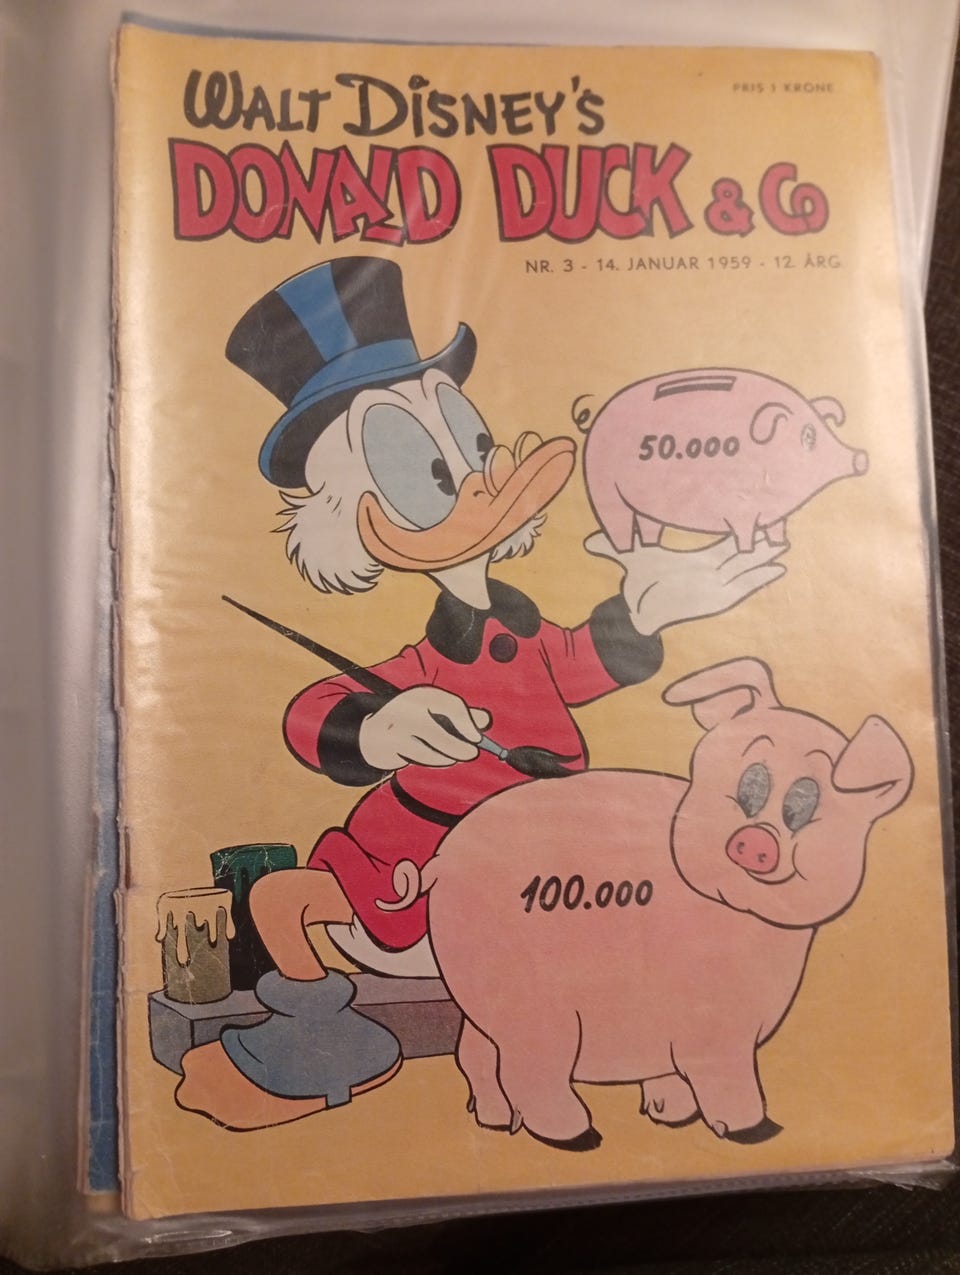 PRIS 1 KRONE
WALT DISNEY'S
DONALD DUCK & Co
NR. 3 - 14. JANUAR 1959 - 12. ÅRG.
50.000
100.000